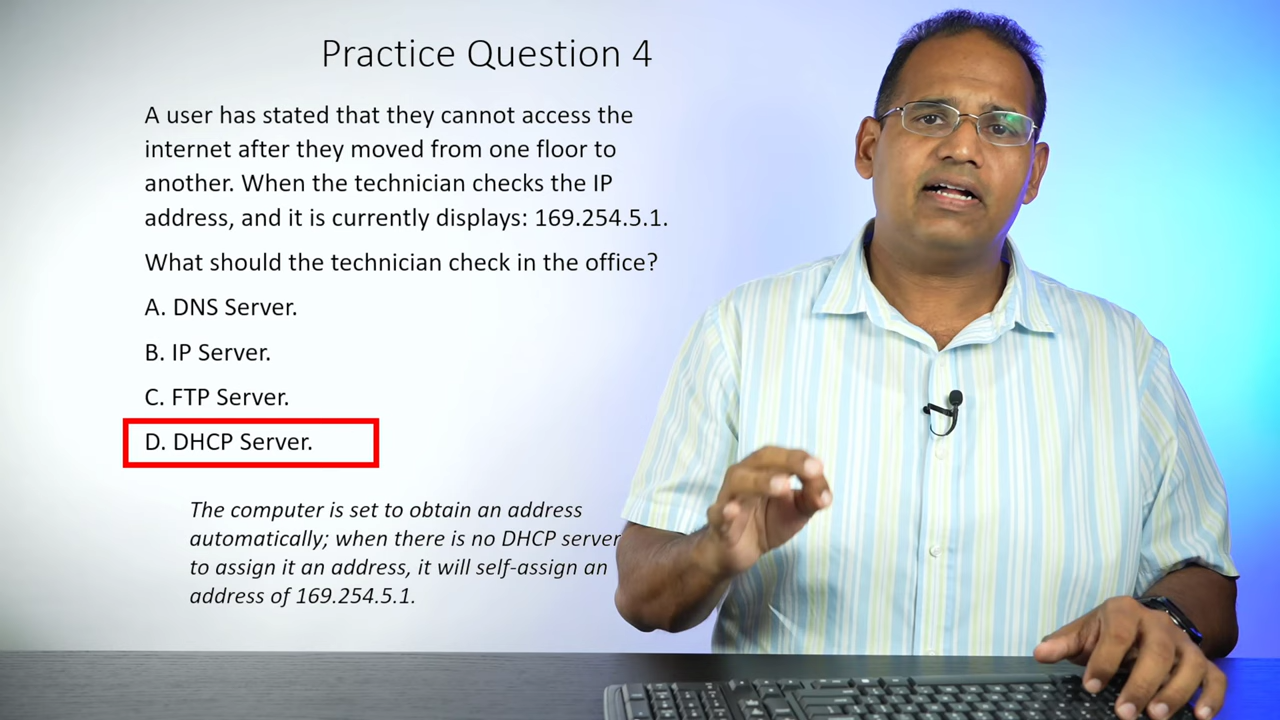 Practice Question 4
A user has stated that they cannot access the
internet after they moved from one floor to
another. When the technician checks the IP
address, and it is currently displays: 169.254.5.1.
What should the technician check in the office?
A. DNS Server.
B. IP Server.
C. FTP Server.
D. DHCP Server.
The computer is set to obtain an address
automatically; when there is no DHCP server
to assign it an address, it will self-assign an
address of 169.254.5.1.